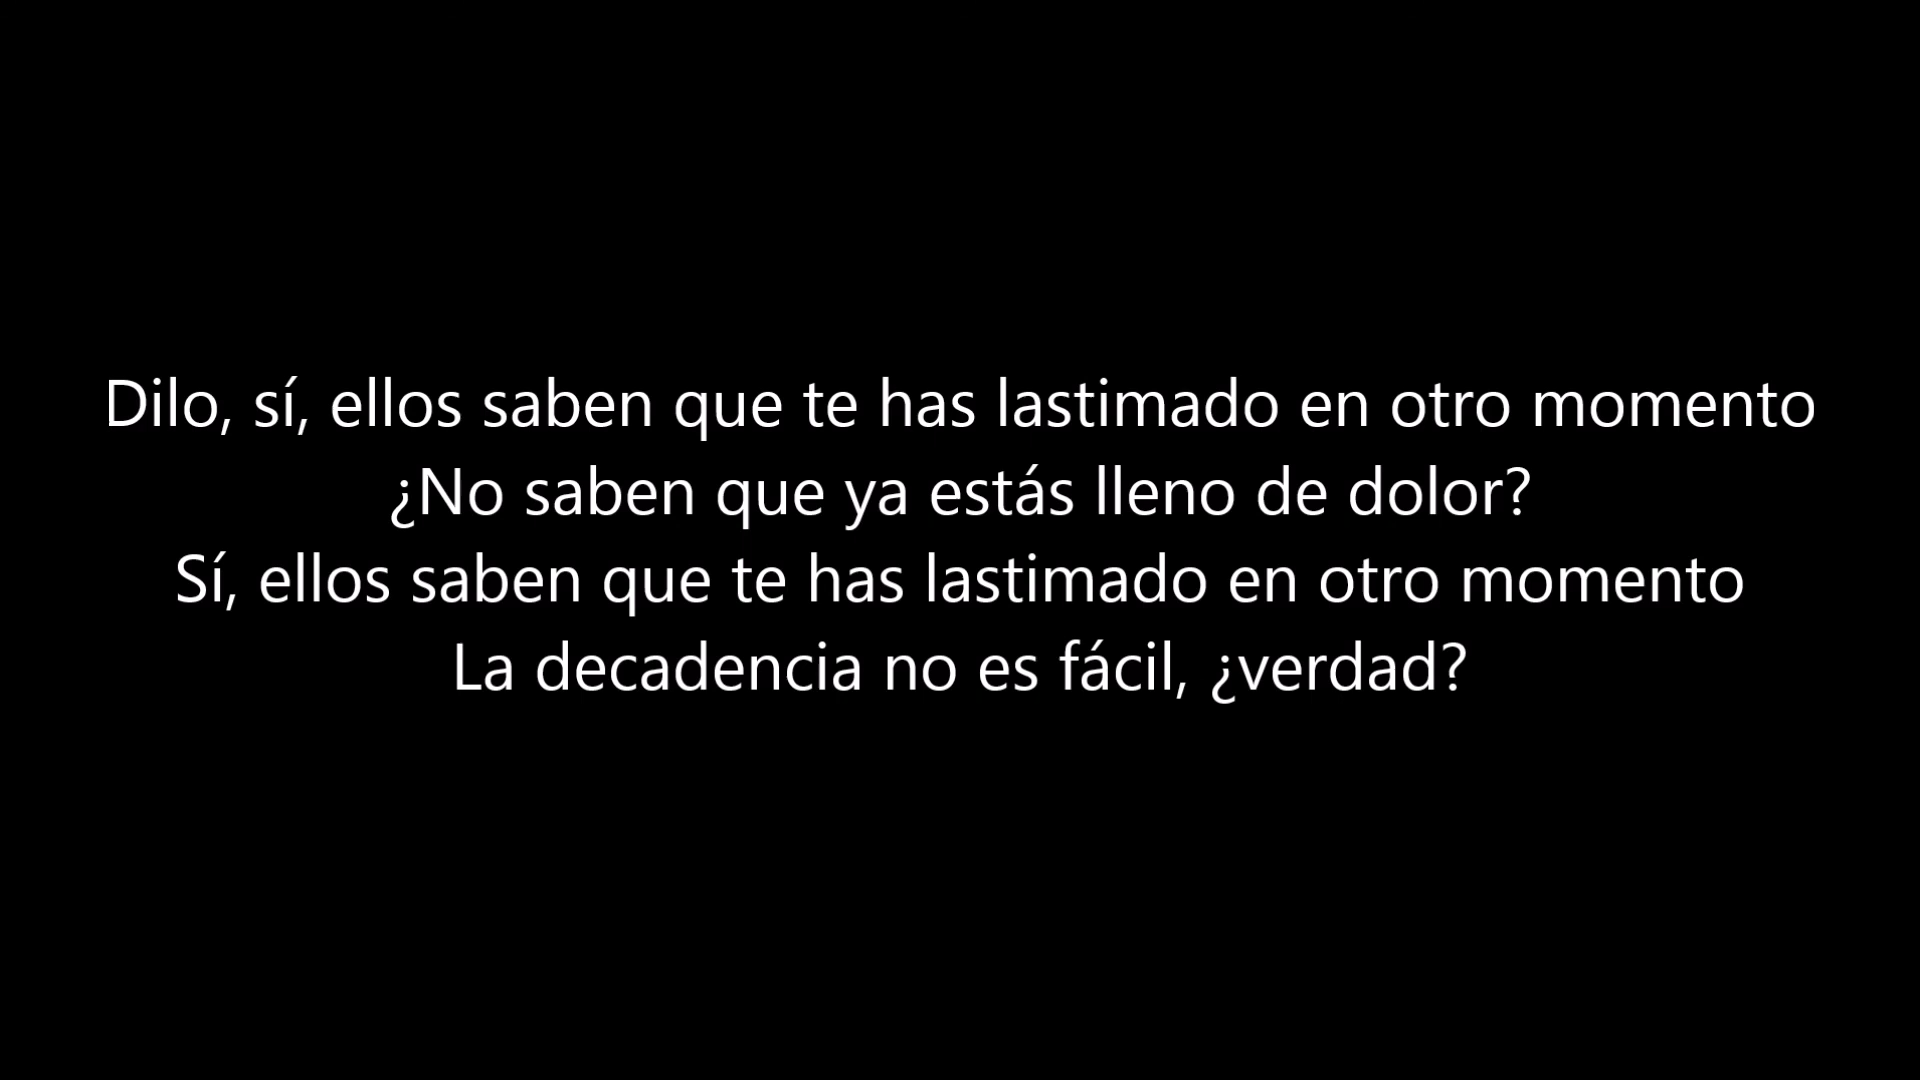 Dilo, sí, ellos saben que te has lastimado en otro momento
¿No saben que ya estás lleno de dolor?
Sí, ellos saben que te has lastimado en otro momento
La decadencia no es fácil, ¿verdad?